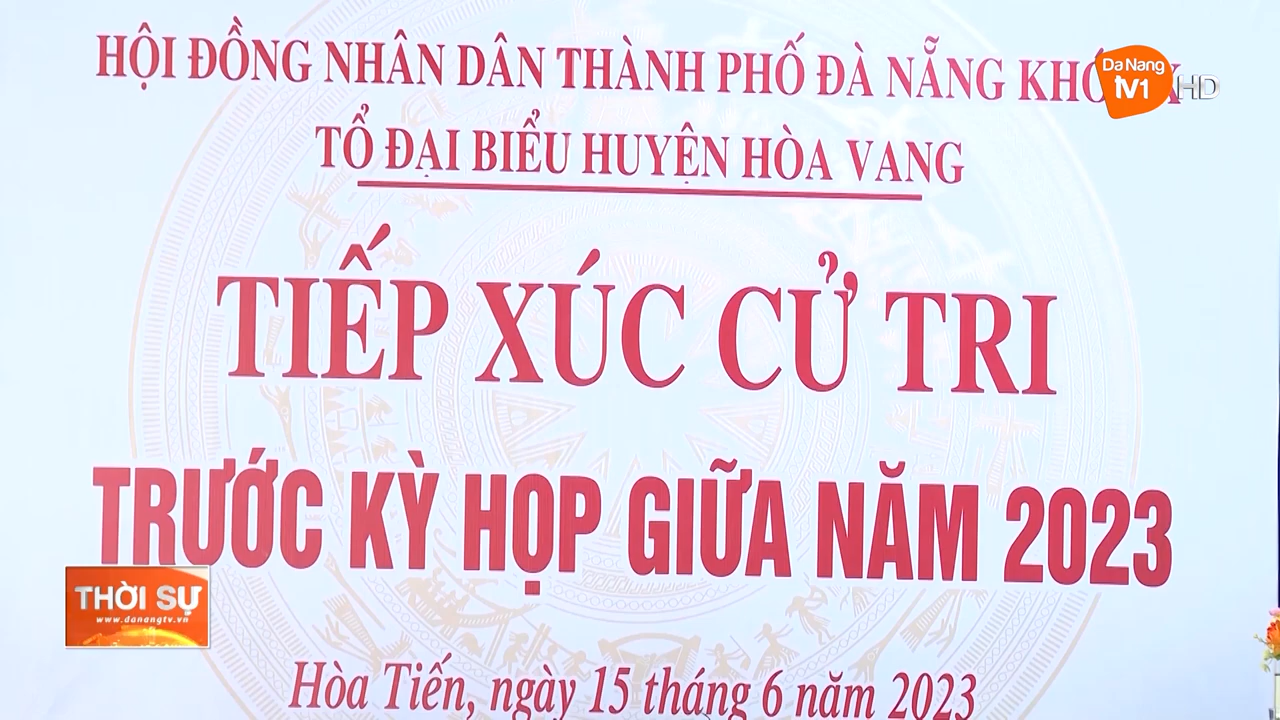 HỘI ĐỒNG NHÂN DÂN THÀNH PHỐ ĐÀ NẴNG
Da Nang
TV1 HD
TỔ ĐẠI BIỂU HUYỆN HÒA VANG
TIẾP XÚC CỬ TRI
TRƯỚC KỲ HỌP GIỮA NĂM 2023
THỜI SỰ
www.danangtv.vn
Hòa Tiến, ngày 15 tháng 6 năm 2023